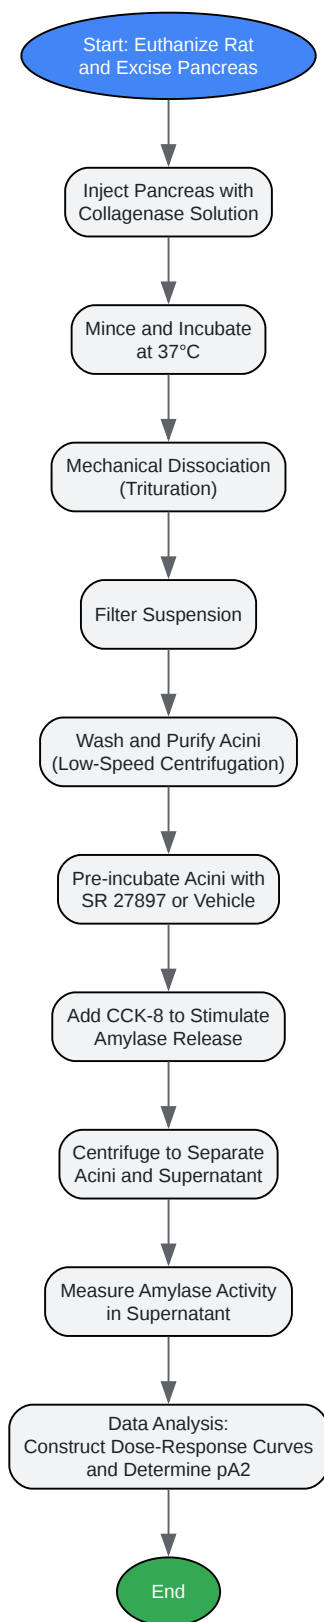 Start: Euthanize Rat
and Excise Pancreas
Inject Pancreas with
Collagenase Solution
Mince and Incubate
at 37°C
Mechanical Dissociation
(Trituration)
Filter Suspension
Wash and Purify Acini
(Low-Speed Centrifugation)
Pre-incubate Acini with
SR 27897 or Vehicle
Add CCK-8 to Stimulate
Amylase Release
Centrifuge to Separate
Acini and Supernatant
Measure Amylase Activity
in Supernatant
Data Analysis:
Construct Dose-Response Curves
and Determine pA2
End